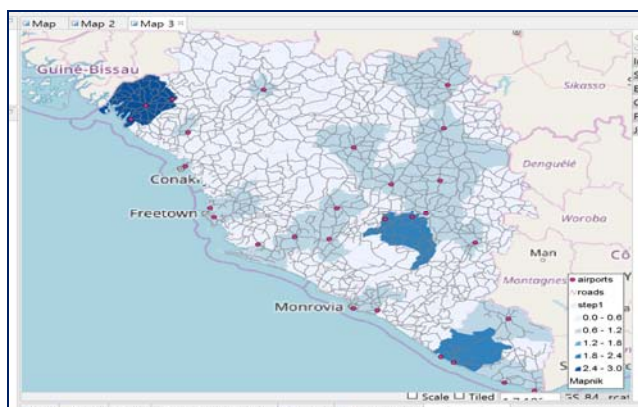 Map
Map 2
Map 3
Guiné-Bissau
Sikasso
Denguélé
Conak
Freetown
Woroba
Man
Montagnes
Monrovia
airports
roads
step1
0.0 - 0.6
0.6 - 1.2
1.2 - 1.8
1.8 - 2.4
2.4 - 3.0
Mapnik
Scale
Tiled